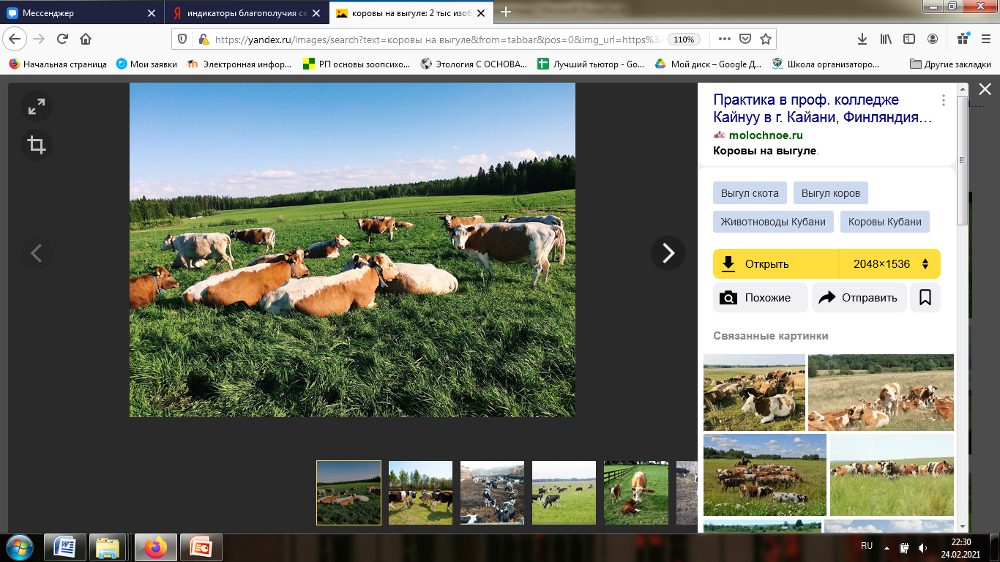 Мессенджер
индикаторы благополучия се
коровы на выгуле: 2 тыс изоб
https://yandex.ru/images/search?text=коровы на выгуле&from=tabbar&pos=0&img_url=https%3A
110%
Начальная страница
Мои заявки
Электронная инфор...
РП основы зоопсихо...
Этология С ОСНОВА...
Лучший тьютор - Go...
Мой диск – Google Д...
Школа организаторо...
Другие закладки
Практика в проф. колледже
Кайнуу в г. Кайани, Финляндия…
molochnoe.ru
Коровы на выгуле.
Выгул скота
Выгул коров
Животноводы Кубани
Коровы Кубани
Открыть
2048×1536
Похожие
Отправить
Связанные картинки
RU
22:30
24.02.2021